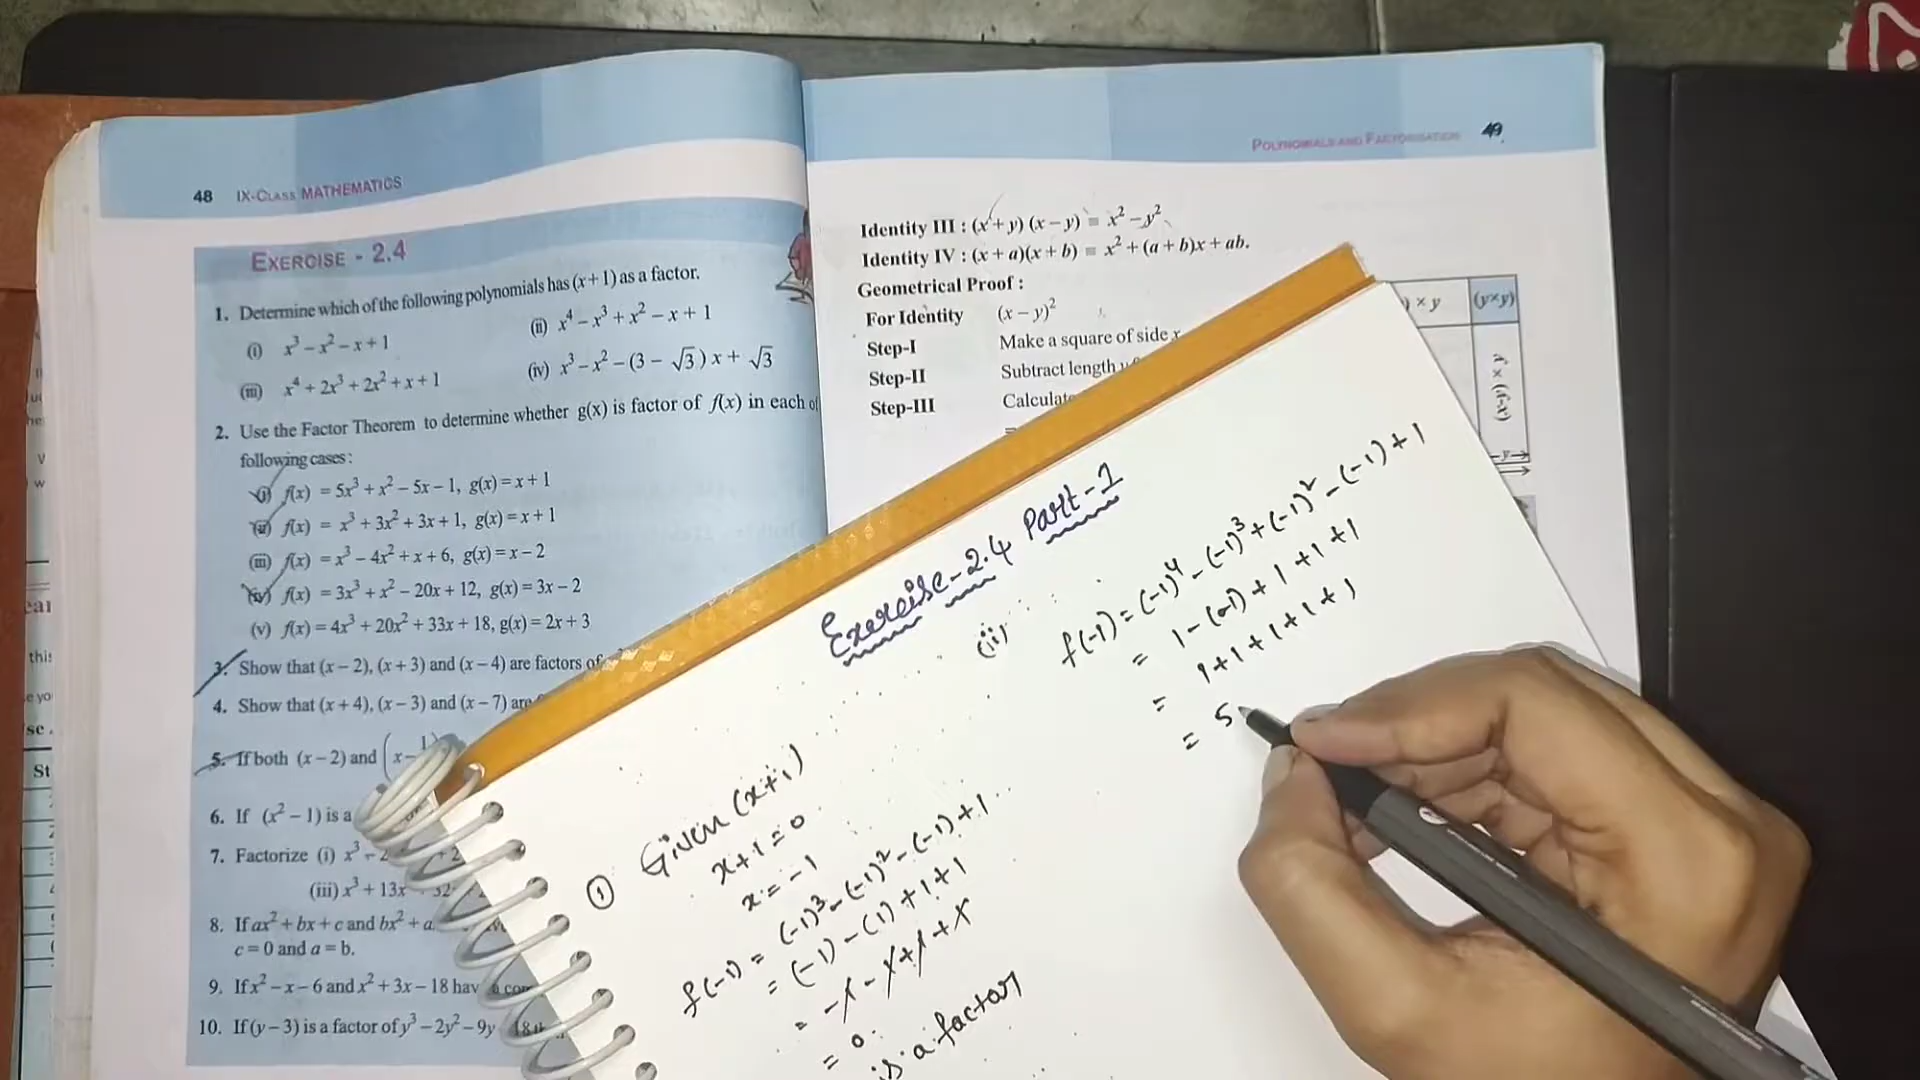 48 IX-CLASS MATHEMATICS
EXERCISE - 2.4
1. Determine which of the following polynomials has (x + 1) as a factor.
(i) x³ – x² – x + 1
(ii) x⁴ – x³ + x² – x + 1
(iii) x⁴ + 2x³ + 2x² + x + 1
(iv) x³ – x² – (3 – √3) x + √3
2. Use the Factor Theorem to determine whether g(x) is factor of f(x) in each of
following cases :
(i) f(x) = 5x³ + x² – 5x – 1, g(x) = x + 1
(ii) f(x) = x³ + 3x² + 3x + 1, g(x) = x + 1
(iii) f(x) = x³ – 4x² + x + 6, g(x) = x – 2
(iv) f(x) = 3x³ + x² – 20x + 12, g(x) = 3x – 2
(v) f(x) = 4x³ + 20x² + 33x + 18, g(x) = 2x + 3
3. Show that (x – 2), (x + 3) and (x – 4) are factors of
4. Show that (x + 4), (x – 3) and (x – 7) are
5. If both (x – 2) and (x –
6. If (x² – 1) is a
7. Factorize (i) x³ –
(iii) x³ + 13x
8. If ax² + bx + c and bx² + a
c = 0 and a = b.
9. If x² – x – 6 and x² + 3x – 18 have
10. If (y – 3) is a factor of y³ – 2y² – 9y
POLYNOMIALS AND FACTORISATION 49
Identity III : (x + y) (x – y) ≡ x² – y²
Identity IV : (x + a)(x + b) ≡ x² + (a + b)x + ab.
Geometrical Proof :
For Identity (x – y)²
Step-I Make a square of side x
Step-II Subtract length
Step-III Calculate
× y (y×y)
Exercise-2.4 Part-1
① Given (x+1)
x+1=0
x=-1
f(-1) = (-1)³-(-1)²-(-1)+1
= (-1)-(1)+1+1
= -1-1+1+1
= 0
is a factor
(ii)
f(-1) = (-1)⁴-(-1)³+(-1)²-(-1)+1
= 1-(-1)+1+1+1
= 1+1+1+1+1
= 5